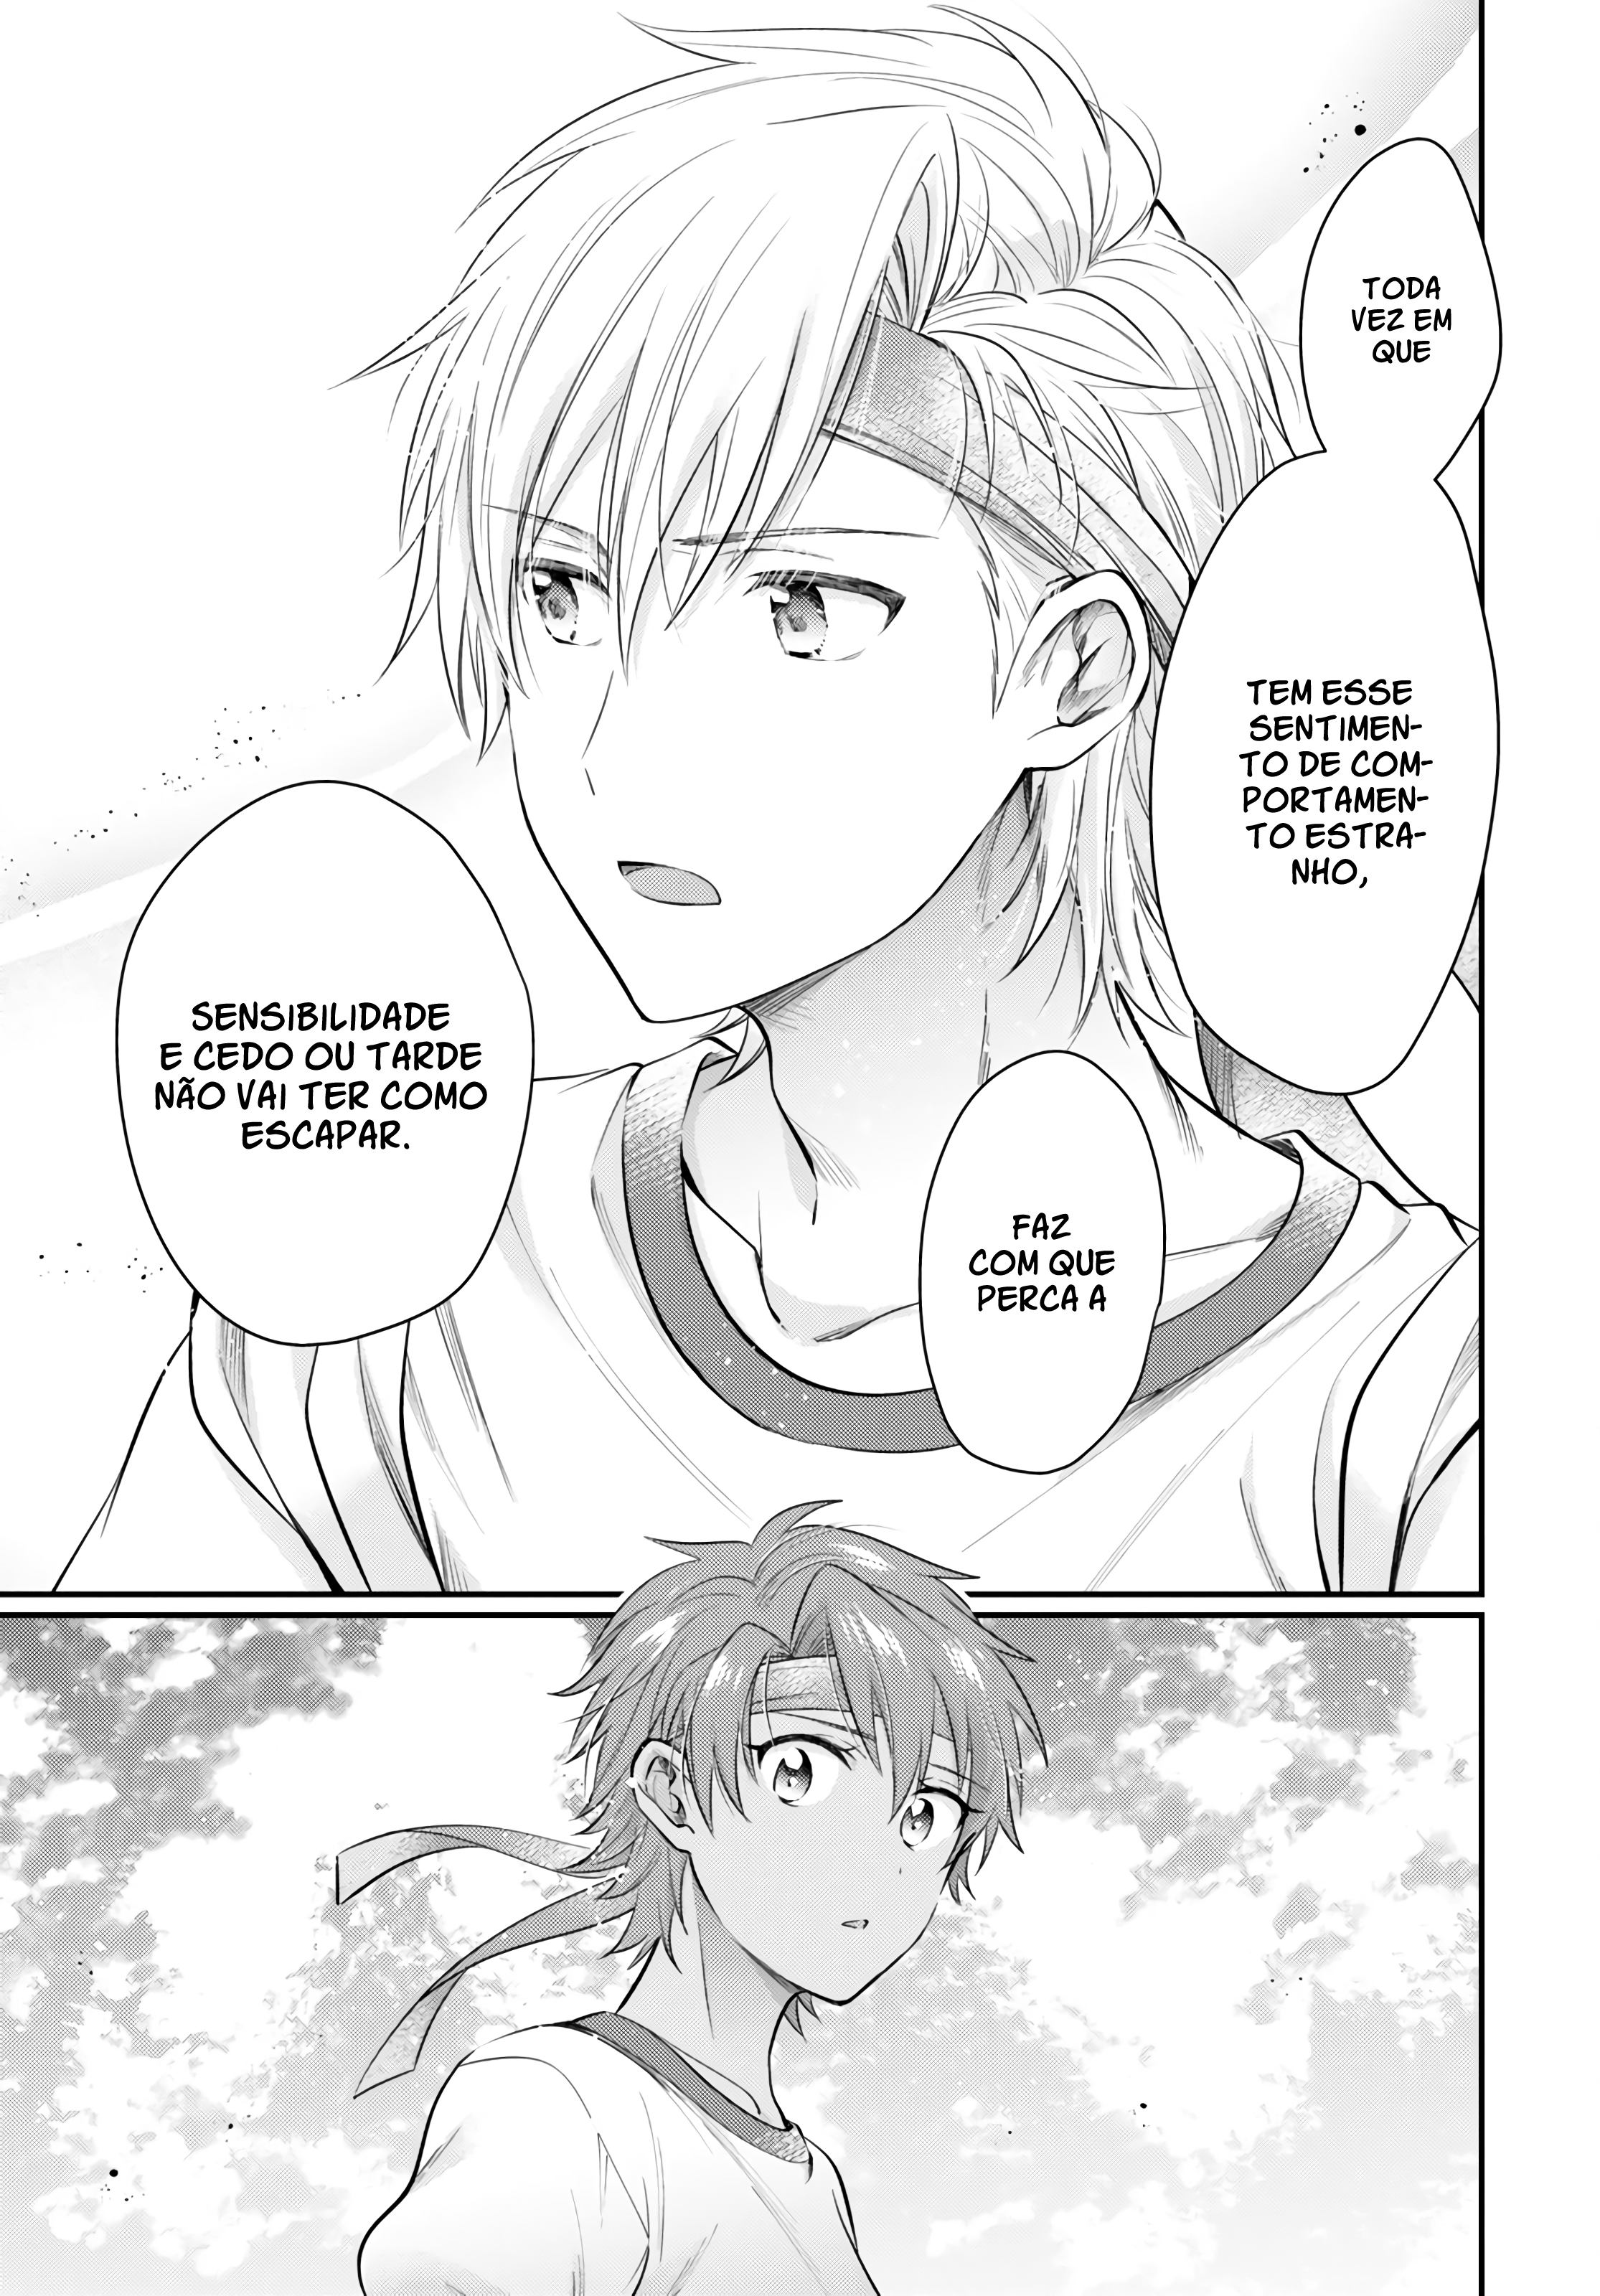 TODA
VEZ EM
QUE
TEM ESSE
SENTIMEN-
TO DE COM-
PORTAMEN-
TO ESTRA-
NHO,
FAZ
COM QUE
PERCA A
SENSIBILIDADE
E CEDO OU TARDE
NÃO VAI TER COMO
ESCAPAR.